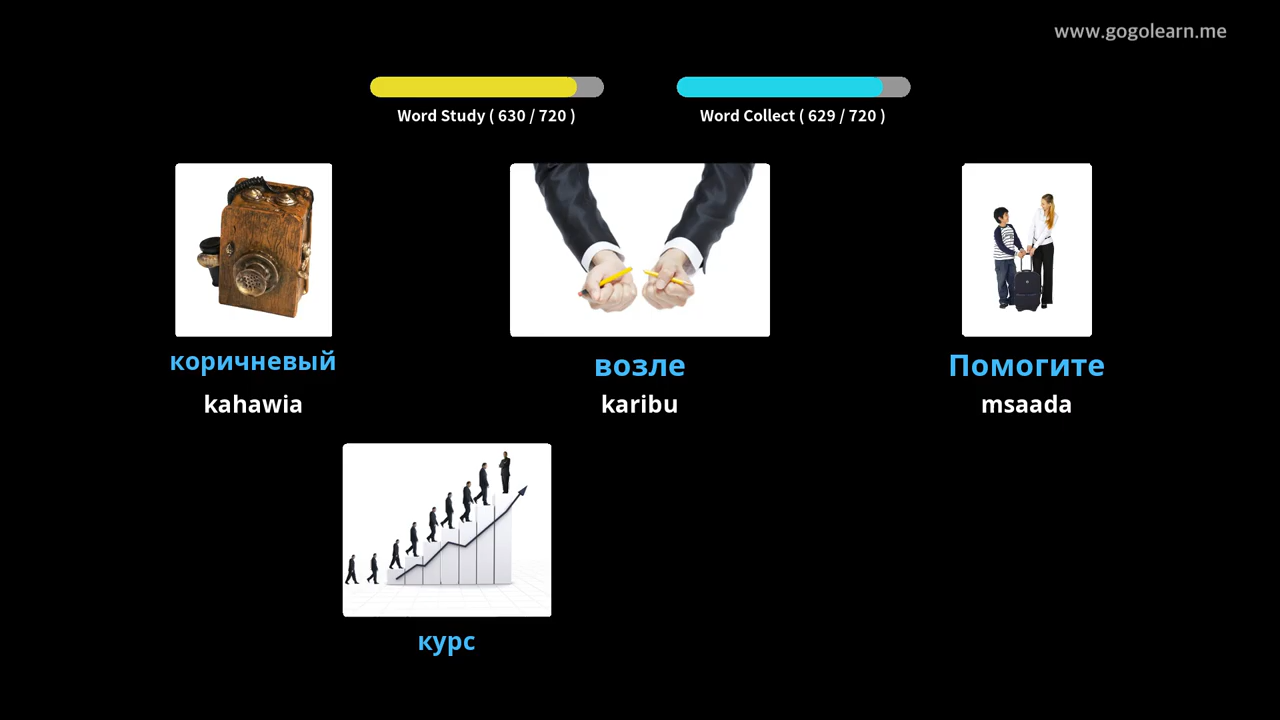 www.gogolearn.me
Word Study ( 630 / 720 )
Word Collect ( 629 / 720 )
коричневый
возле
Помогите
kahawia
karibu
msaada
курс